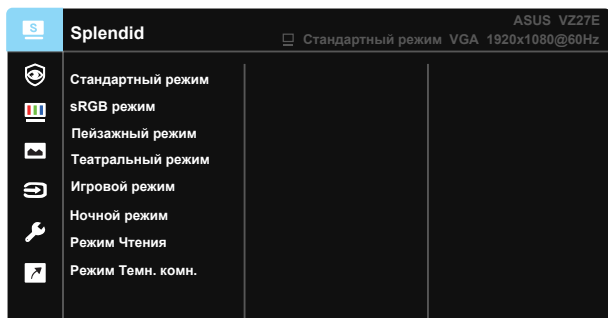 S
Splendid
ASUS VZ27E
Стандартный режим VGA 1920x1080@60Hz
Стандартный режим
sRGB режим
Пейзажный режим
Театральный режим
Игровой режим
Ночной режим
Режим Чтения
Режим Темн. комн.